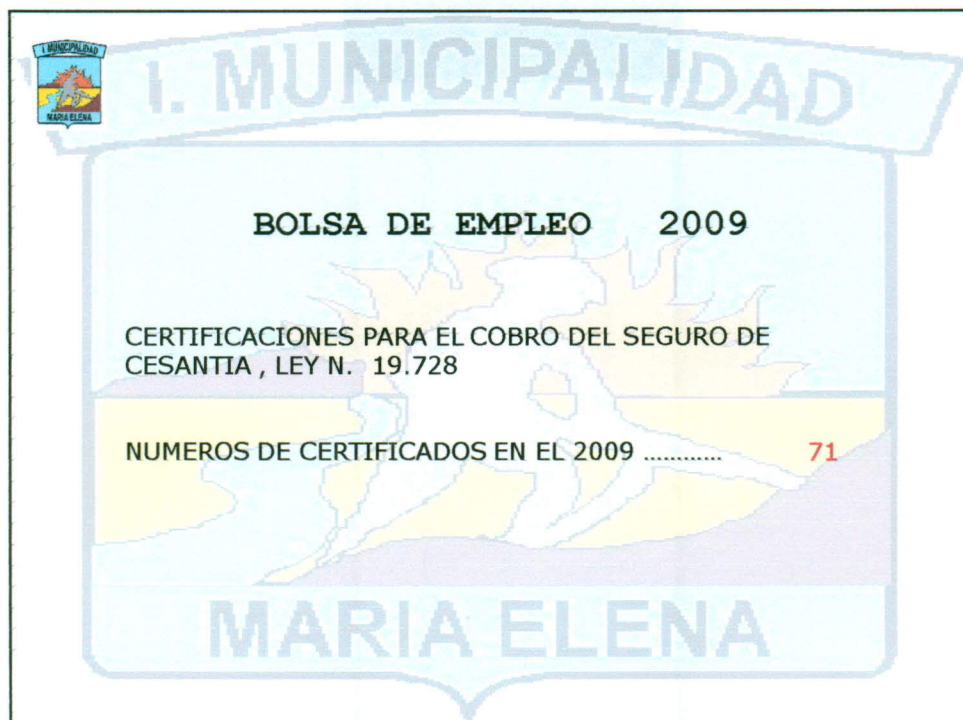 I. MUNICIPALIDAD
MARIA ELENA
I. MUNICIPALIDAD
BOLSA DE EMPLEO 2009
CERTIFICACIONES PARA EL COBRO DEL SEGURO DE
CESANTIA , LEY N. 19.728
NUMEROS DE CERTIFICADOS EN EL 2009 ............ 71
MARIA ELENA